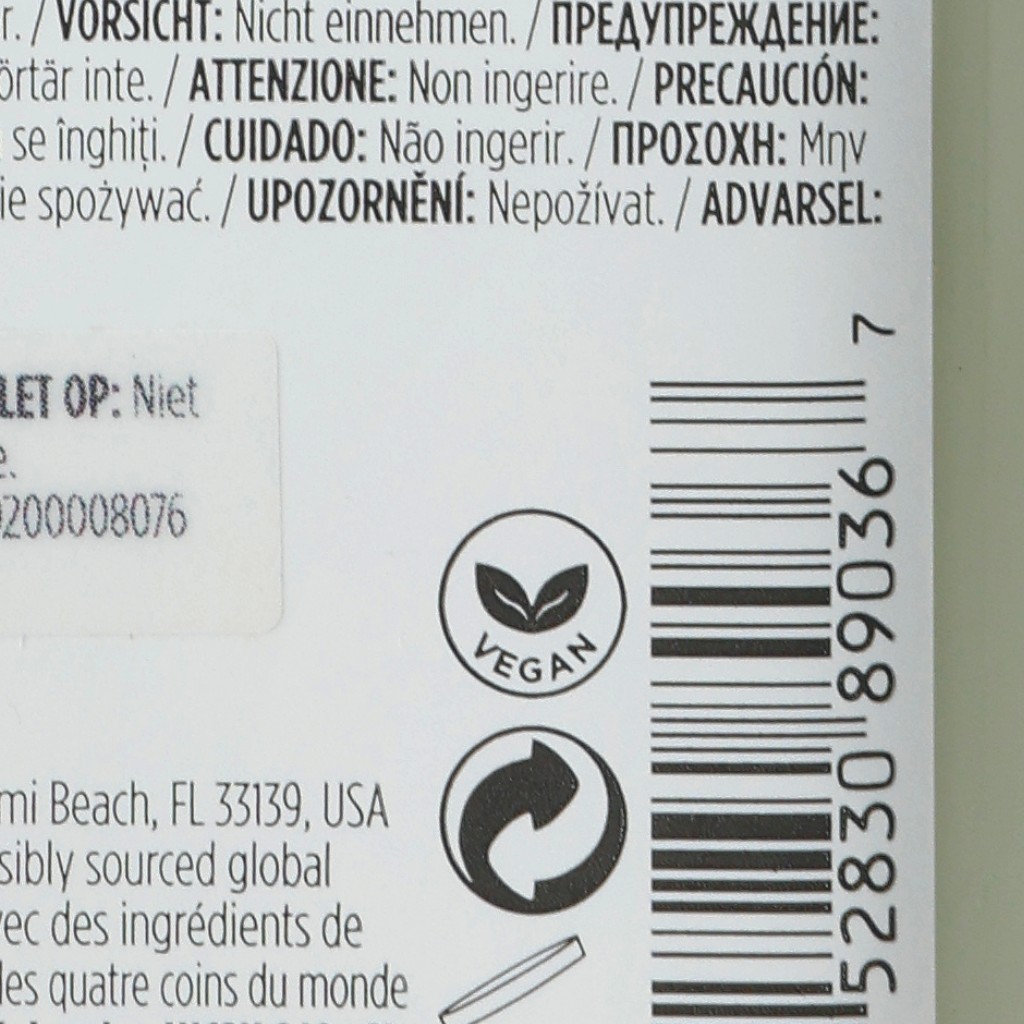 r. / VORSICHT: Nicht einnehmen. / ПРЕДУПРЕЖДЕНИЕ:
örtär inte. / ATTENZIONE: Non ingerire. / PRECAUCIÓN:
se înghiți. / CUIDADO: Não ingerir. / ΠΡΟΣΟΧΗ: Μην
ie spożywać. / UPOZORNĚNÍ: Nepožívat. / ADVARSEL:
LET OP: Niet
e.
0200008076
VEGAN
mi Beach, FL 33139, USA
sibly sourced global
vec des ingrédients de
les quatre coins du monde
52830 89036 7